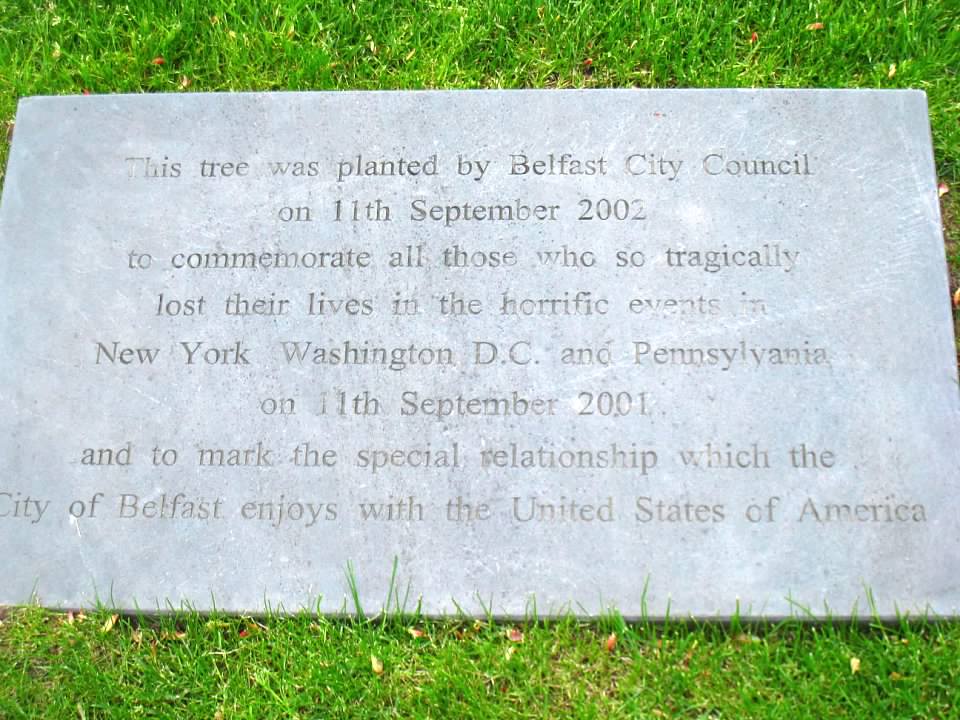 This tree was planted by Belfast City Council
on 11th September 2002
to commemorate all those who so tragically
lost their lives in the horrific events in
New York Washington D.C. and Pennsylvania
on 11th September 2001
and to mark the special relationship which the
City of Belfast enjoys with the United States of America